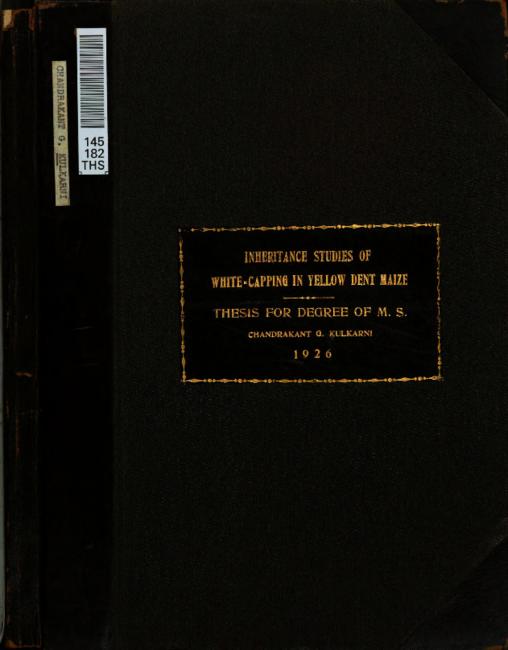 CHANDRAKANT G. KULKARNI
145
182
THS
INHERITANCE STUDIES OF
WHITE-CAPPING IN YELLOW DENT MAIZE
THESIS FOR DEGREE OF M. S.
CHANDRAKANT G. KULKARNI
1926